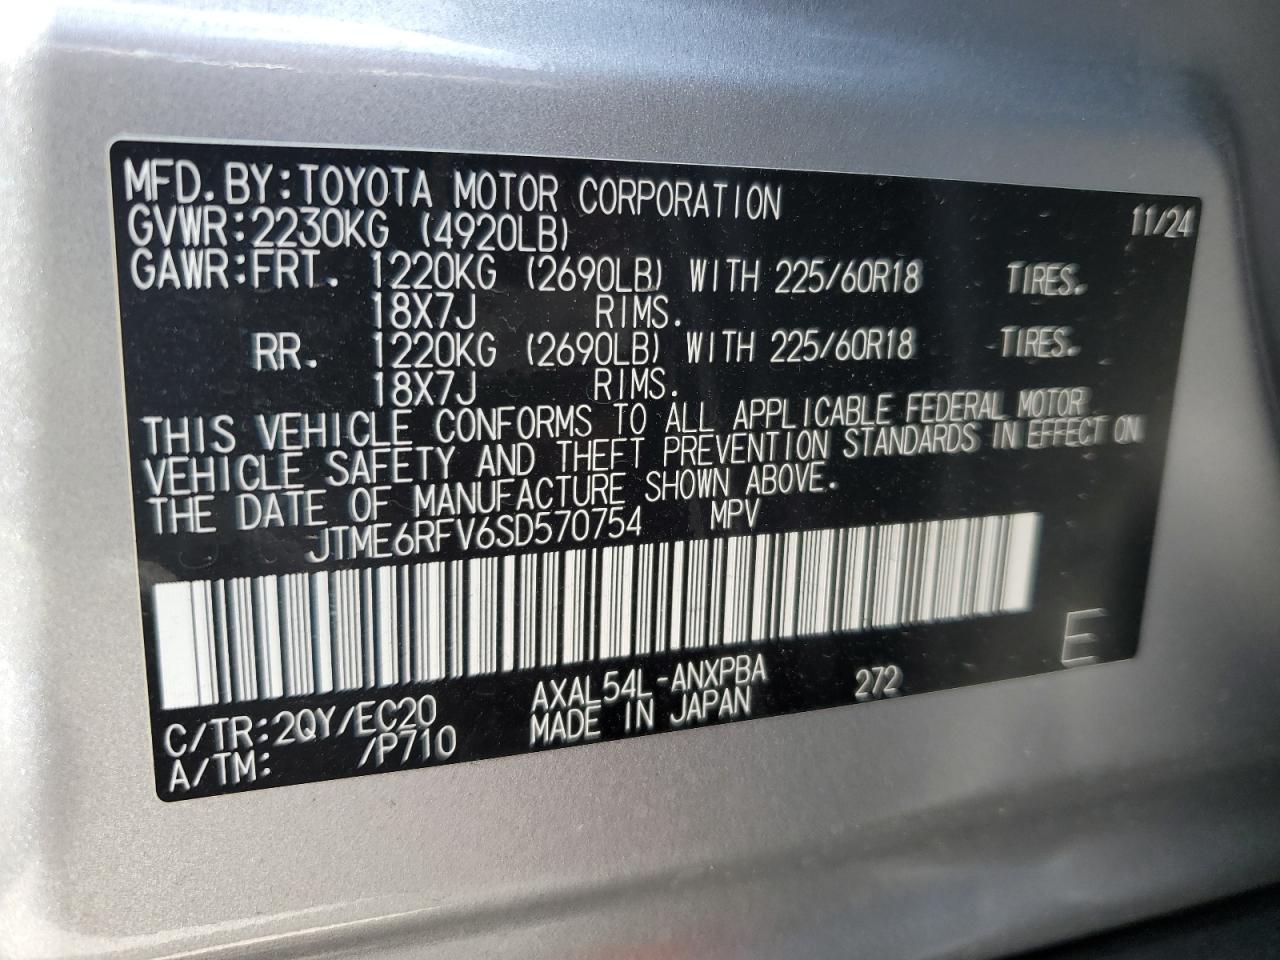 MFD.BY:TOYOTA MOTOR CORPORATION 11/24
GVWR:2230KG (4920LB)
GAWR:FRT. 1220KG (2690LB) WITH 225/60R18 TIRES.
18X7J RIMS.
RR. 1220KG (2690LB) WITH 225/60R18 TIRES.
18X7J RIMS.
THIS VEHICLE CONFORMS TO ALL APPLICABLE FEDERAL MOTOR
VEHICLE SAFETY AND THEFT PREVENTION STANDARDS IN EFFECT ON
THE DATE OF MANUFACTURE SHOWN ABOVE.
JTME6RFV6SD570754 MPV
E
C/TR:2QY/EC20 AXAL54L-ANXPBA 272
A/TM: /P710 MADE IN JAPAN